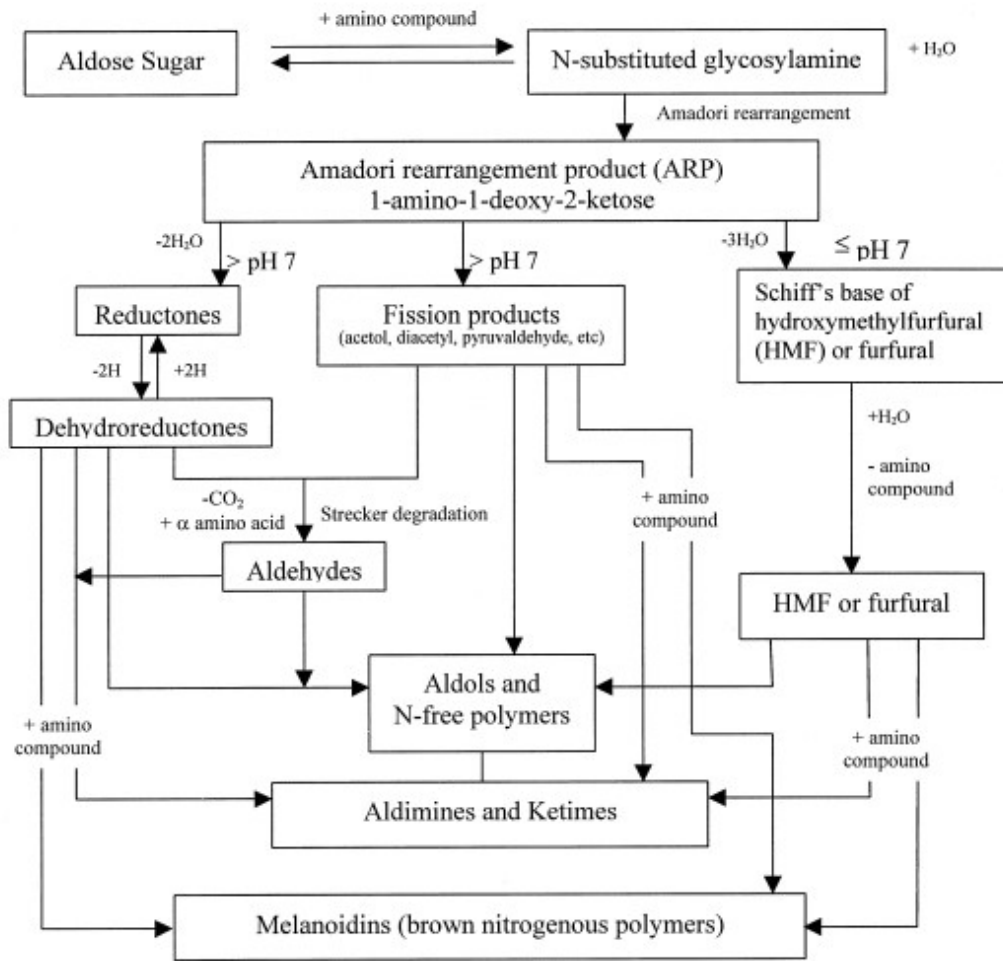 + amino compound
Aldose Sugar
N-substituted glycosylamine
+ H₂O
Amadori rearrangement
Amadori rearrangement product (ARP)
1-amino-1-deoxy-2-ketose
-2H₂O
> pH 7
> pH 7
-3H₂O
≤ pH 7
Reductones
Fission products
(acetol, diacetyl, pyruvaldehyde, etc)
Schiff's base of
hydroxymethylfurfural
(HMF) or furfural
-2H
+2H
Dehydroreductones
+H₂O
- amino
compound
-CO₂
+ α amino acid
Strecker degradation
+ amino
compound
Aldehydes
HMF or furfural
Aldols and
N-free polymers
+ amino
compound
+ amino
compound
Aldimines and Ketimes
Melanoidins (brown nitrogenous polymers)